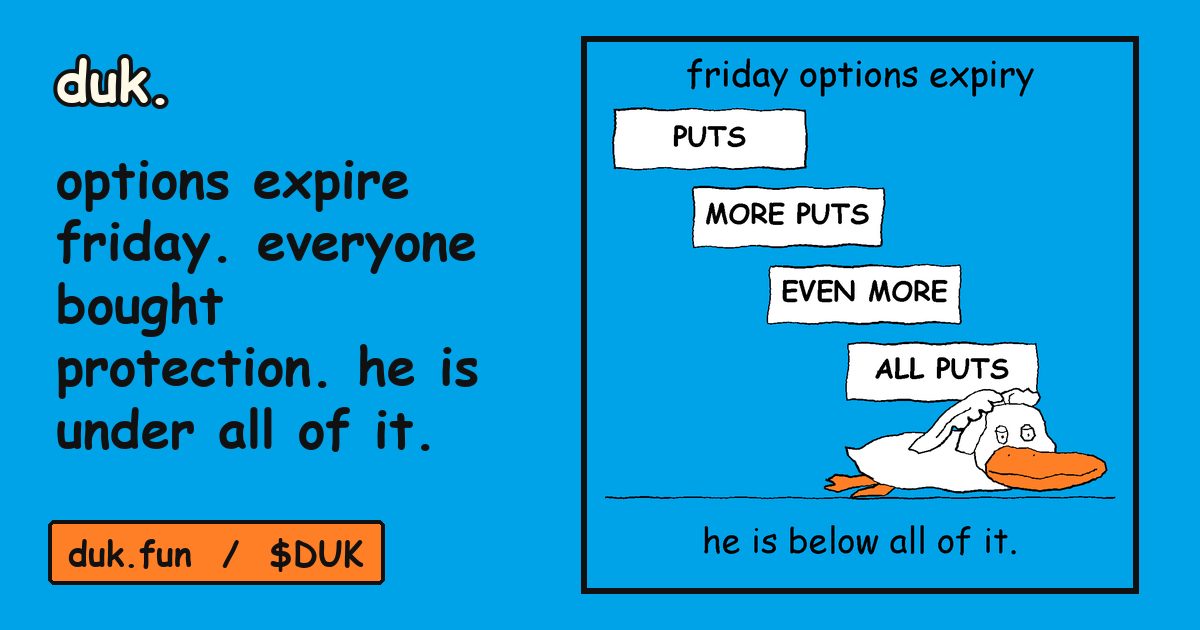 duk.
options expire
friday. everyone
bought
protection. he is
under all of it.
duk.fun / $DUK
friday options expiry
PUTS
MORE PUTS
EVEN MORE
ALL PUTS
he is below all of it.